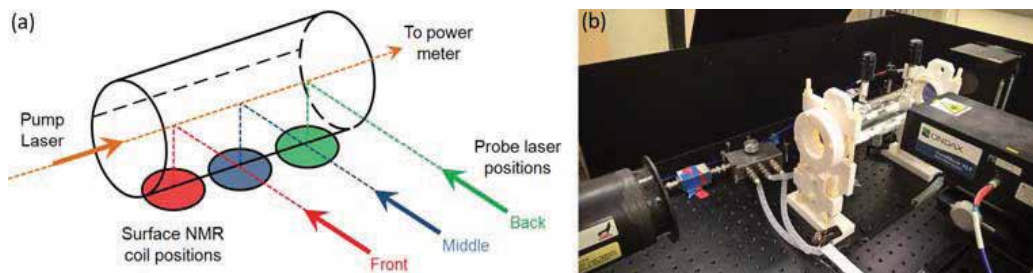 (a)
To power
meter
Pump
Laser
Probe laser
positions
Back
Surface NMR
coil positions
Middle
Front
(b)
ONDAX